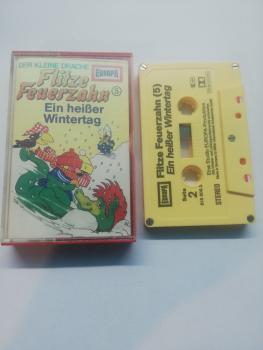 DER KLEINE DRACHE
EUROPA
Flitze
Feuerzahn
5
Ein heißer
Wintertag
EUROPA
Flitze Feuerzahn (5)
Ein heißer Wintertag
Seite
2
STEREO